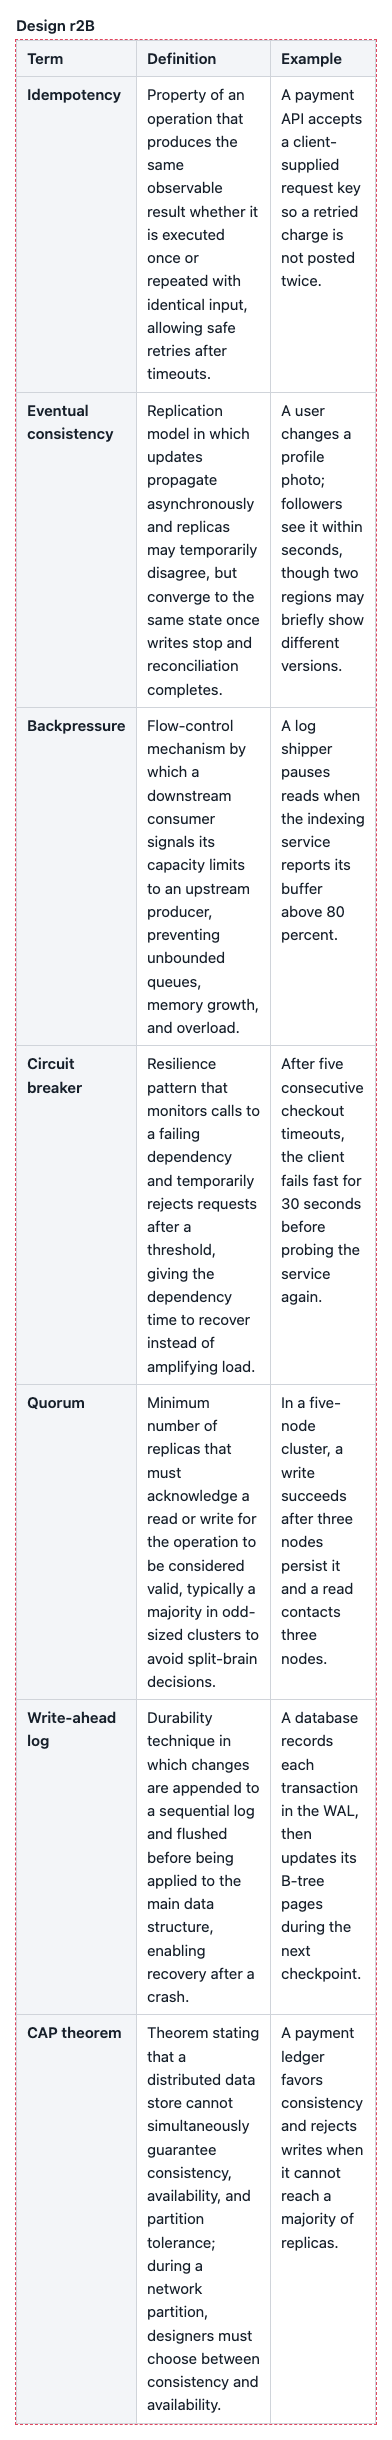 Design r2B
Term
Definition
Example
Idempotency
Property of an
operation that
produces the
same
observable
result whether it
is executed
once or
repeated with
identical input,
allowing safe
retries after
timeouts.
A payment
API accepts
a client-
supplied
request key
so a retried
charge is
not posted
twice.
Eventual
consistency
Replication
model in which
updates
propagate
asynchronously
and replicas
may temporarily
disagree, but
converge to the
same state once
writes stop and
reconciliation
completes.
A user
changes a
profile
photo;
followers
see it within
seconds,
though two
regions may
briefly show
different
versions.
Backpressure
Flow-control
mechanism by
which a
downstream
consumer
signals its
capacity limits
to an upstream
producer,
preventing
unbounded
queues,
memory growth,
and overload.
A log
shipper
pauses
reads when
the indexing
service
reports its
buffer
above 80
percent.
Circuit
breaker
Resilience
pattern that
monitors calls to
a failing
dependency
and temporarily
rejects requests
after a
threshold,
giving the
dependency
time to recover
instead of
amplifying load.
After five
consecutive
checkout
timeouts,
the client
fails fast for
30 seconds
before
probing the
service
again.
Quorum
Minimum
number of
replicas that
must
acknowledge a
read or write for
the operation to
be considered
valid, typically a
majority in odd-
sized clusters to
avoid split-brain
decisions.
In a five-
node
cluster, a
write
succeeds
after three
nodes
persist it
and a read
contacts
three
nodes.
Write-ahead
log
Durability
technique in
which changes
are appended to
a sequential log
and flushed
before being
applied to the
main data
structure,
enabling
recovery after a
crash.
A database
records
each
transaction
in the WAL,
then
updates its
B-tree
pages
during the
next
checkpoint.
CAP theorem
Theorem stating
that a
distributed data
store cannot
simultaneously
guarantee
consistency,
availability, and
partition
tolerance;
during a
network
partition,
designers must
choose between
consistency and
availability.
A payment
ledger
favors
consistency
and rejects
writes when
it cannot
reach a
majority of
replicas.